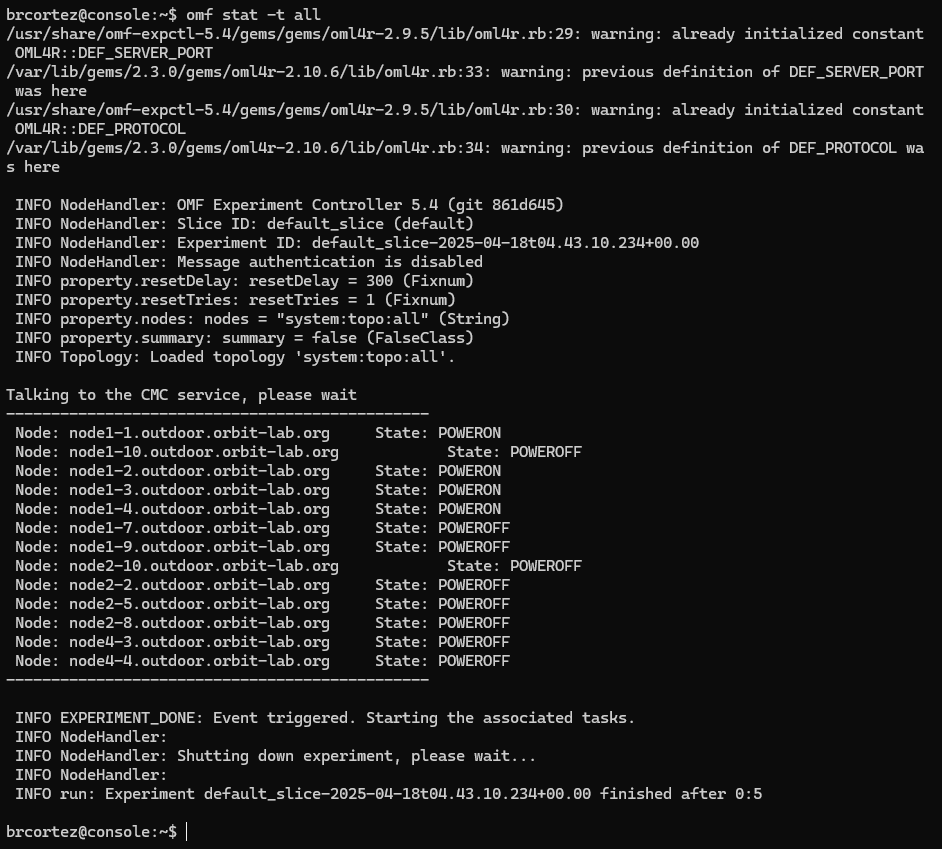 brcortez@console:~$ omf stat -t all
/usr/share/omf-expctl-5.4/gems/gems/oml4r-2.9.5/lib/oml4r.rb:29: warning: already initialized constant
 OML4R::DEF_SERVER_PORT
/var/lib/gems/2.3.0/gems/oml4r-2.10.6/lib/oml4r.rb:33: warning: previous definition of DEF_SERVER_PORT
 was here
/usr/share/omf-expctl-5.4/gems/gems/oml4r-2.9.5/lib/oml4r.rb:30: warning: already initialized constant
 OML4R::DEF_PROTOCOL
/var/lib/gems/2.3.0/gems/oml4r-2.10.6/lib/oml4r.rb:34: warning: previous definition of DEF_PROTOCOL wa
s here

 INFO NodeHandler: OMF Experiment Controller 5.4 (git 861d645)
 INFO NodeHandler: Slice ID: default_slice (default)
 INFO NodeHandler: Experiment ID: default_slice-2025-04-18t04.43.10.234+00.00
 INFO NodeHandler: Message authentication is disabled
 INFO property.resetDelay: resetDelay = 300 (Fixnum)
 INFO property.resetTries: resetTries = 1 (Fixnum)
 INFO property.nodes: nodes = "system:topo:all" (String)
 INFO property.summary: summary = false (FalseClass)
 INFO Topology: Loaded topology 'system:topo:all'.

Talking to the CMC service, please wait
-----------------------------------------------
 Node: node1-1.outdoor.orbit-lab.org     State: POWERON
 Node: node1-10.outdoor.orbit-lab.org            State: POWEROFF
 Node: node1-2.outdoor.orbit-lab.org     State: POWERON
 Node: node1-3.outdoor.orbit-lab.org     State: POWERON
 Node: node1-4.outdoor.orbit-lab.org     State: POWERON
 Node: node1-7.outdoor.orbit-lab.org     State: POWEROFF
 Node: node1-9.outdoor.orbit-lab.org     State: POWEROFF
 Node: node2-10.outdoor.orbit-lab.org            State: POWEROFF
 Node: node2-2.outdoor.orbit-lab.org     State: POWEROFF
 Node: node2-5.outdoor.orbit-lab.org     State: POWEROFF
 Node: node2-8.outdoor.orbit-lab.org     State: POWEROFF
 Node: node4-3.outdoor.orbit-lab.org     State: POWEROFF
 Node: node4-4.outdoor.orbit-lab.org     State: POWEROFF
-----------------------------------------------

 INFO EXPERIMENT_DONE: Event triggered. Starting the associated tasks.
 INFO NodeHandler:
 INFO NodeHandler: Shutting down experiment, please wait...
 INFO NodeHandler:
 INFO run: Experiment default_slice-2025-04-18t04.43.10.234+00.00 finished after 0:5

brcortez@console:~$